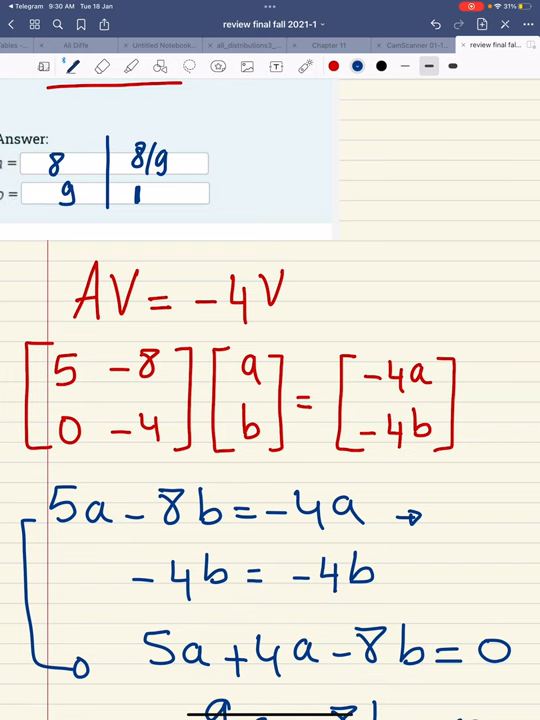 Telegram 9:30 AM Tue 18 Jan 31%
review final fall 2021-1
Ali Diffe Untitled Notebook... all_distributions3_... Chapter 11 CamScanner 01-1... review final fall...
Answer:
= 8 | 8/9
9 | 1
AV = -4V
[5 -8] [a] = [-4a]
[0 -4] [b] [-4b]
5a - 8b = -4a →
-4b = -4b
5a + 4a - 8b = 0